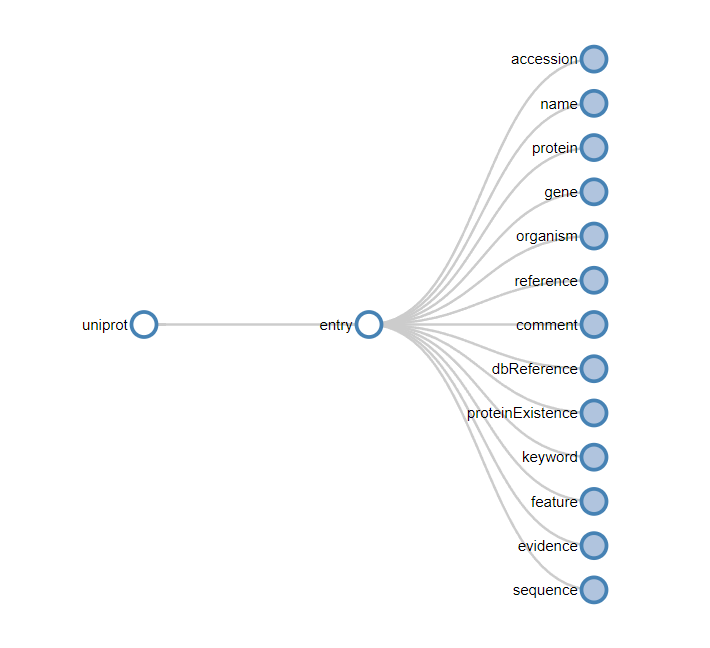 uniprot
entry
accession
name
protein
gene
organism
reference
comment
dbReference
proteinExistence
keyword
feature
evidence
sequence